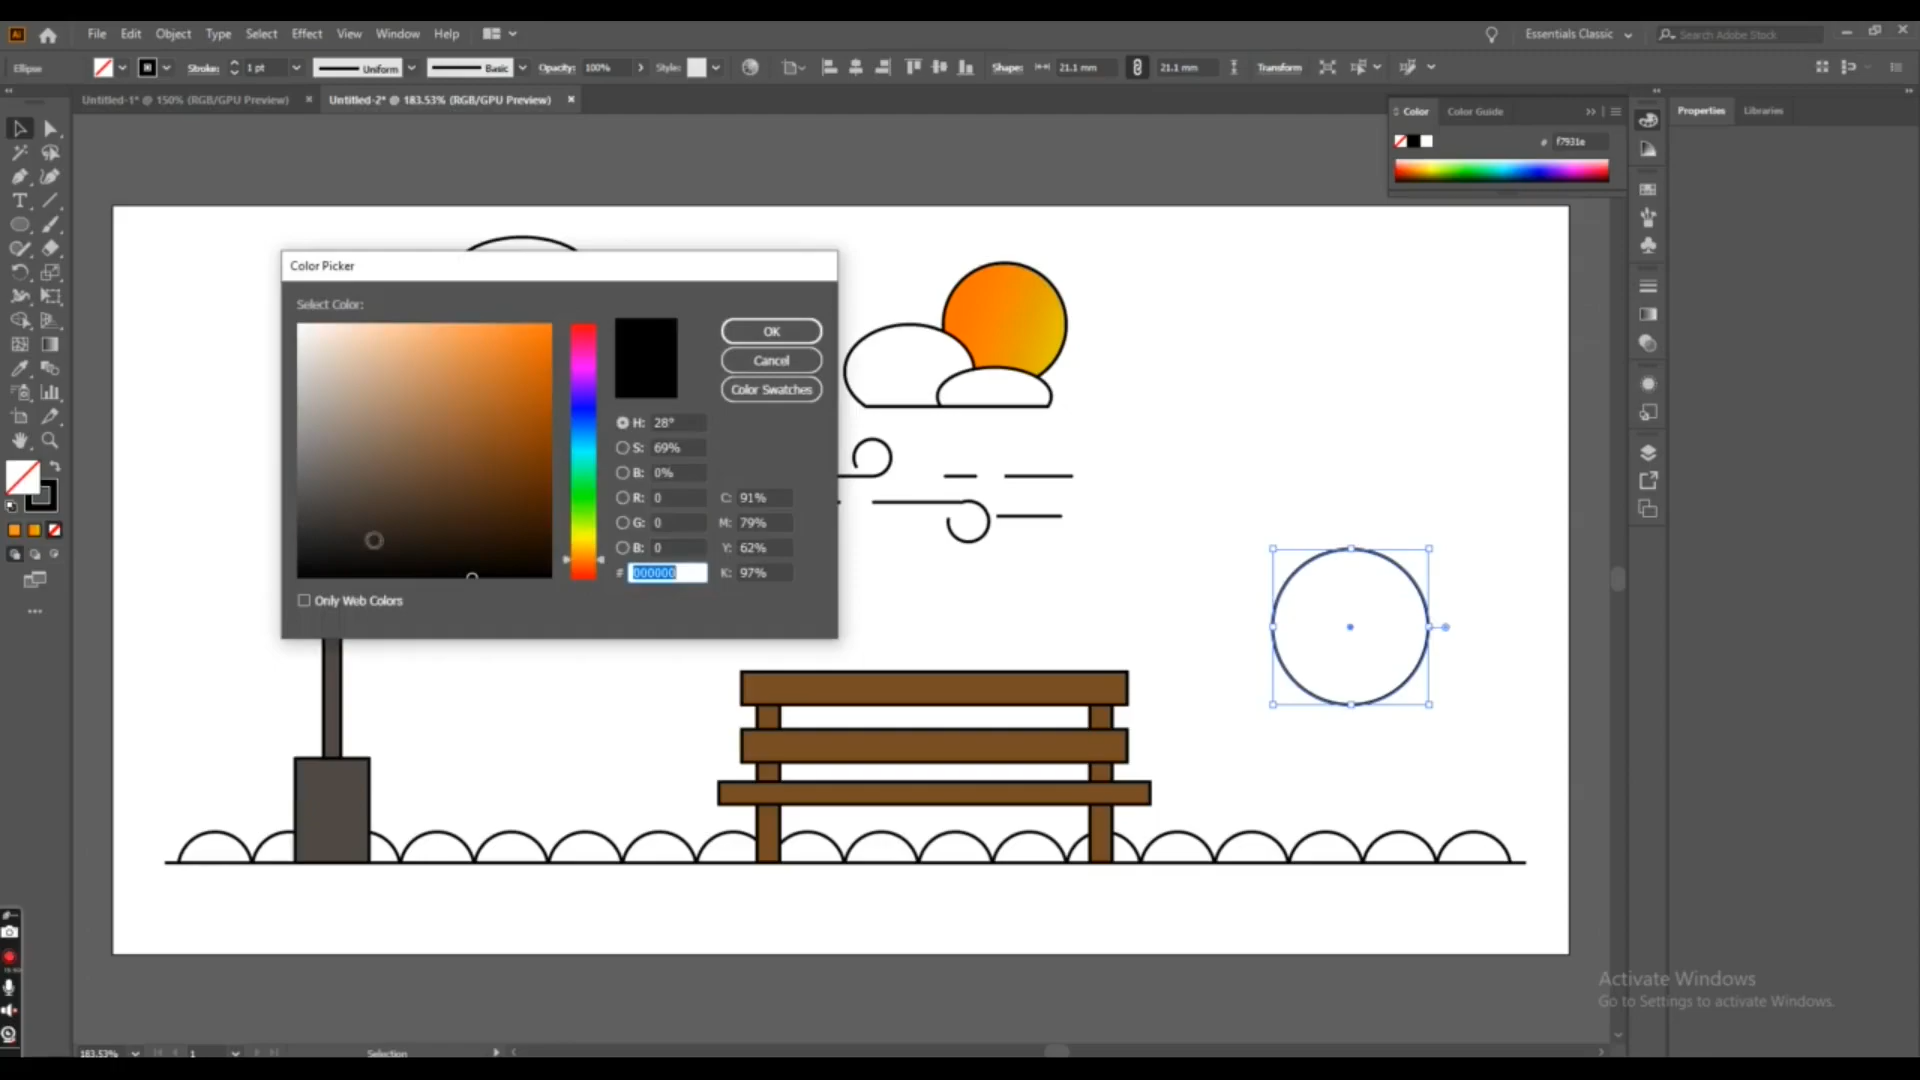 Ai File Edit Object Type Select Effect View Window Help Essentials Classic Search Adobe Stock
Ellipse Stroke: 1 pt Uniform Basic Opacity: 100% Style: Shape: 21.1 mm 21.1 mm Transform
Untitled-1* @ 150% (RGB/GPU Preview) × Untitled-2* @ 183.53% (RGB/GPU Preview) ×
Color Color Guide Properties Libraries
# f7931e
Color Picker
Select Color:
OK
Cancel
Color Swatches
H: 28°
S: 69%
B: 0%
R: 0 C: 91%
G: 0 M: 79%
B: 0 Y: 62%
# 000000 K: 97%
Only Web Colors
Activate Windows
Go to Settings to activate Windows.
183.53% 1 Selection